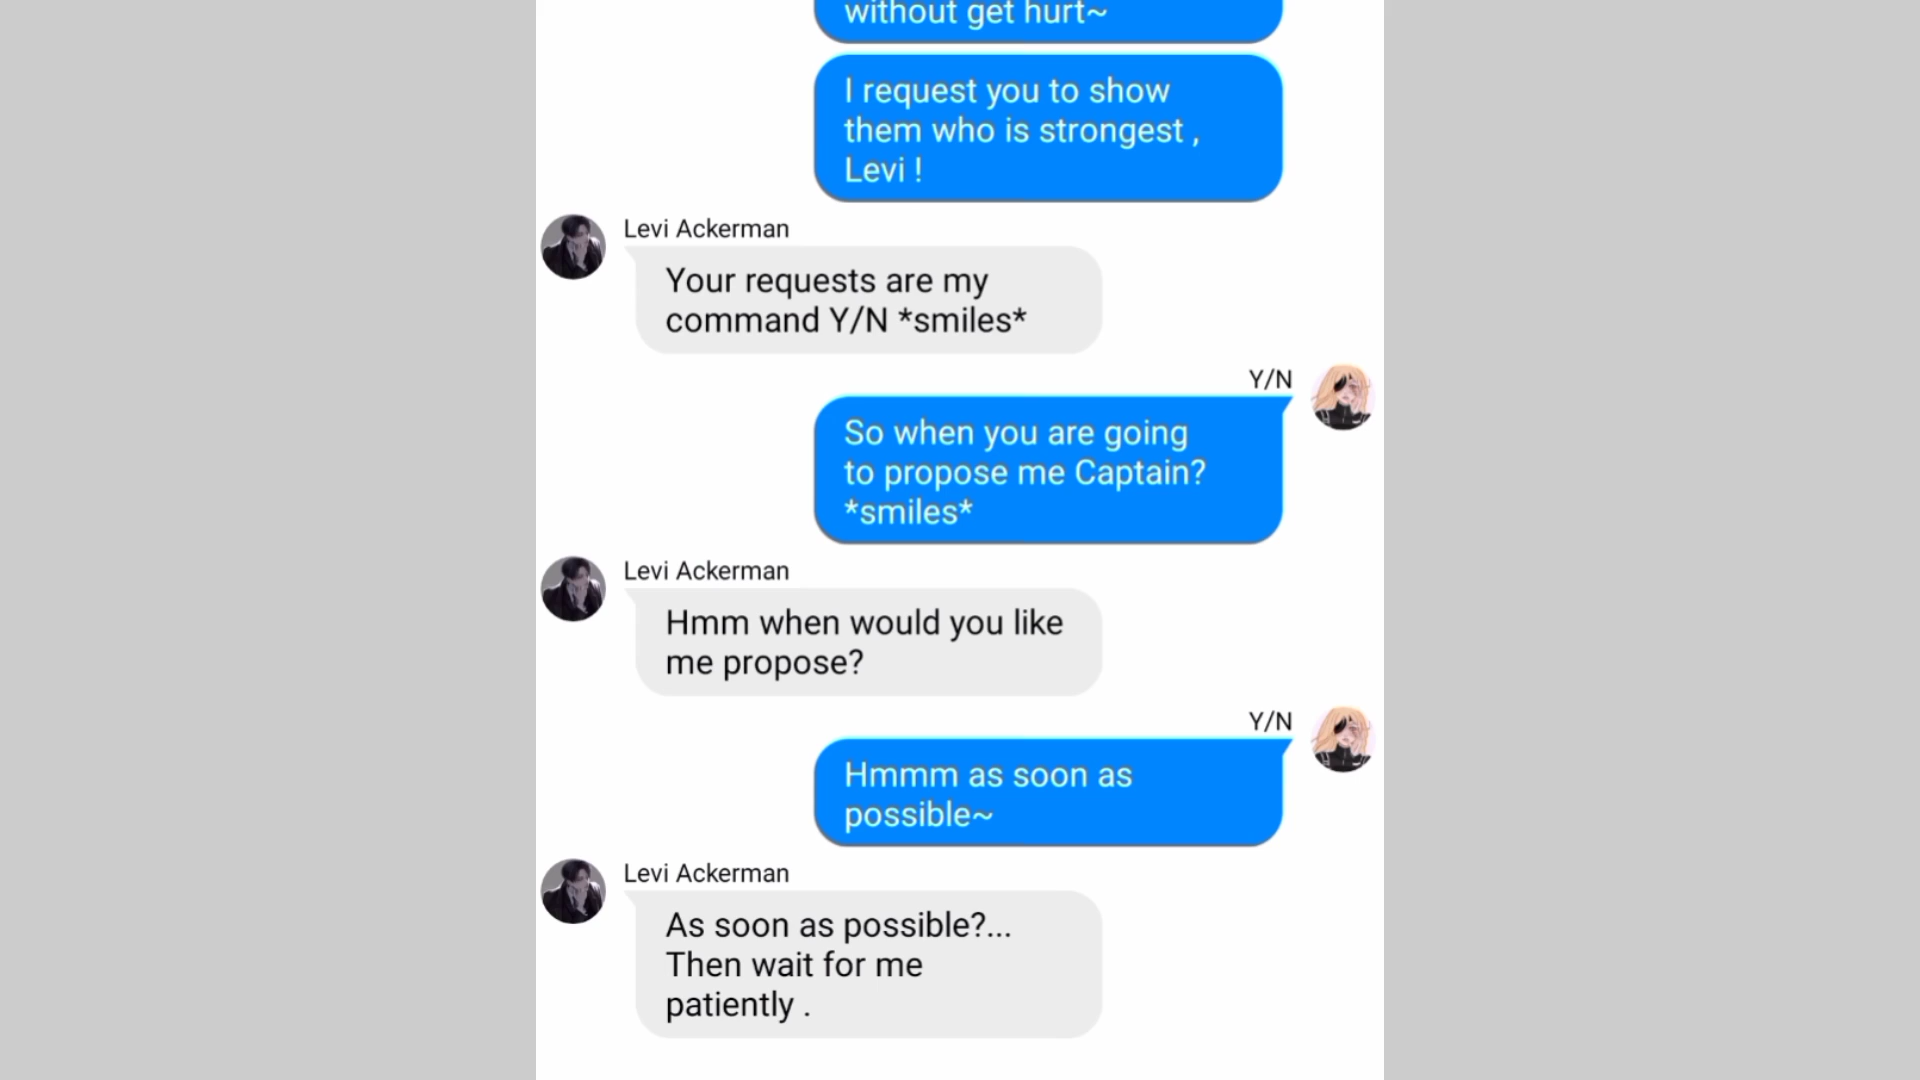 without get hurt~
I request you to show
them who is strongest ,
Levi !
Levi Ackerman
Your requests are my
command Y/N *smiles*
Y/N
So when you are going
to propose me Captain?
*smiles*
Levi Ackerman
Hmm when would you like
me propose?
Y/N
Hmmm as soon as
possible~
Levi Ackerman
As soon as possible?...
Then wait for me
patiently .